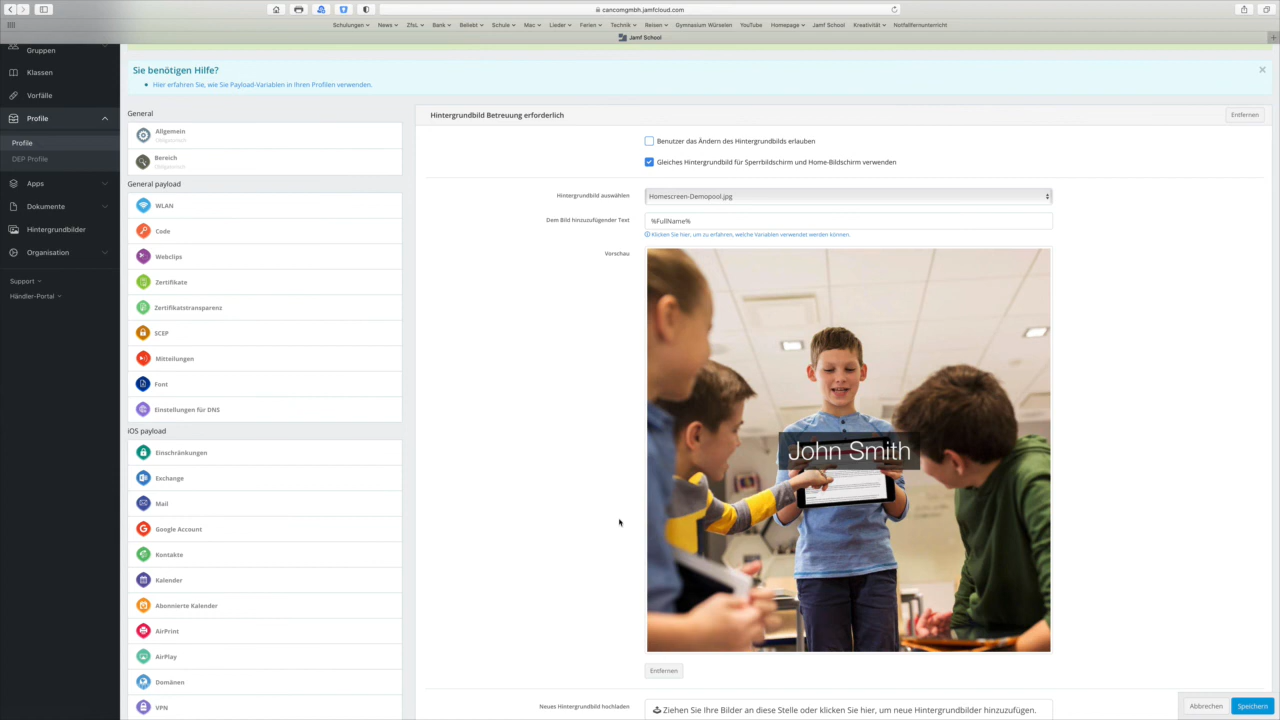 cancomgmbh.jamfcloud.com
Schulungen News ZfsL Bank Beliebt Schule Mac Lieder Ferien Technik Reisen Gymnasium Würselen YouTube Homepage Jamf School Kreativität Notfallfernunterricht
Jamf School
Gruppen
Klassen
Vorfälle
Profile
Profile
DEP Profile
Apps
Dokumente
Hintergrundbilder
Organisation
Support
Händler-Portal
Sie benötigen Hilfe?
Hier erfahren Sie, wie Sie Payload-Variablen in Ihren Profilen verwenden.
General
Allgemein
Obligatorisch
Bereich
Obligatorisch
General payload
WLAN
Code
Webclips
Zertifikate
Zertifikatstransparenz
SCEP
Mitteilungen
Font
Einstellungen für DNS
iOS payload
Einschränkungen
Exchange
Mail
Google Account
Kontakte
Kalender
Abonnierte Kalender
AirPrint
AirPlay
Domänen
VPN
Hintergrundbild Betreuung erforderlich
Entfernen
Benutzer das Ändern des Hintergrundbilds erlauben
Gleiches Hintergrundbild für Sperrbildschirm und Home-Bildschirm verwenden
Hintergrundbild auswählen
Homescreen-Demopool.jpg
Dem Bild hinzuzufügender Text
%FullName%
Klicken Sie hier, um zu erfahren, welche Variablen verwendet werden können.
Vorschau
John Smith
Entfernen
Neues Hintergrundbild hochladen
Ziehen Sie Ihre Bilder an diese Stelle oder klicken Sie hier, um neue Hintergrundbilder hinzuzufügen.
Abbrechen
Speichern